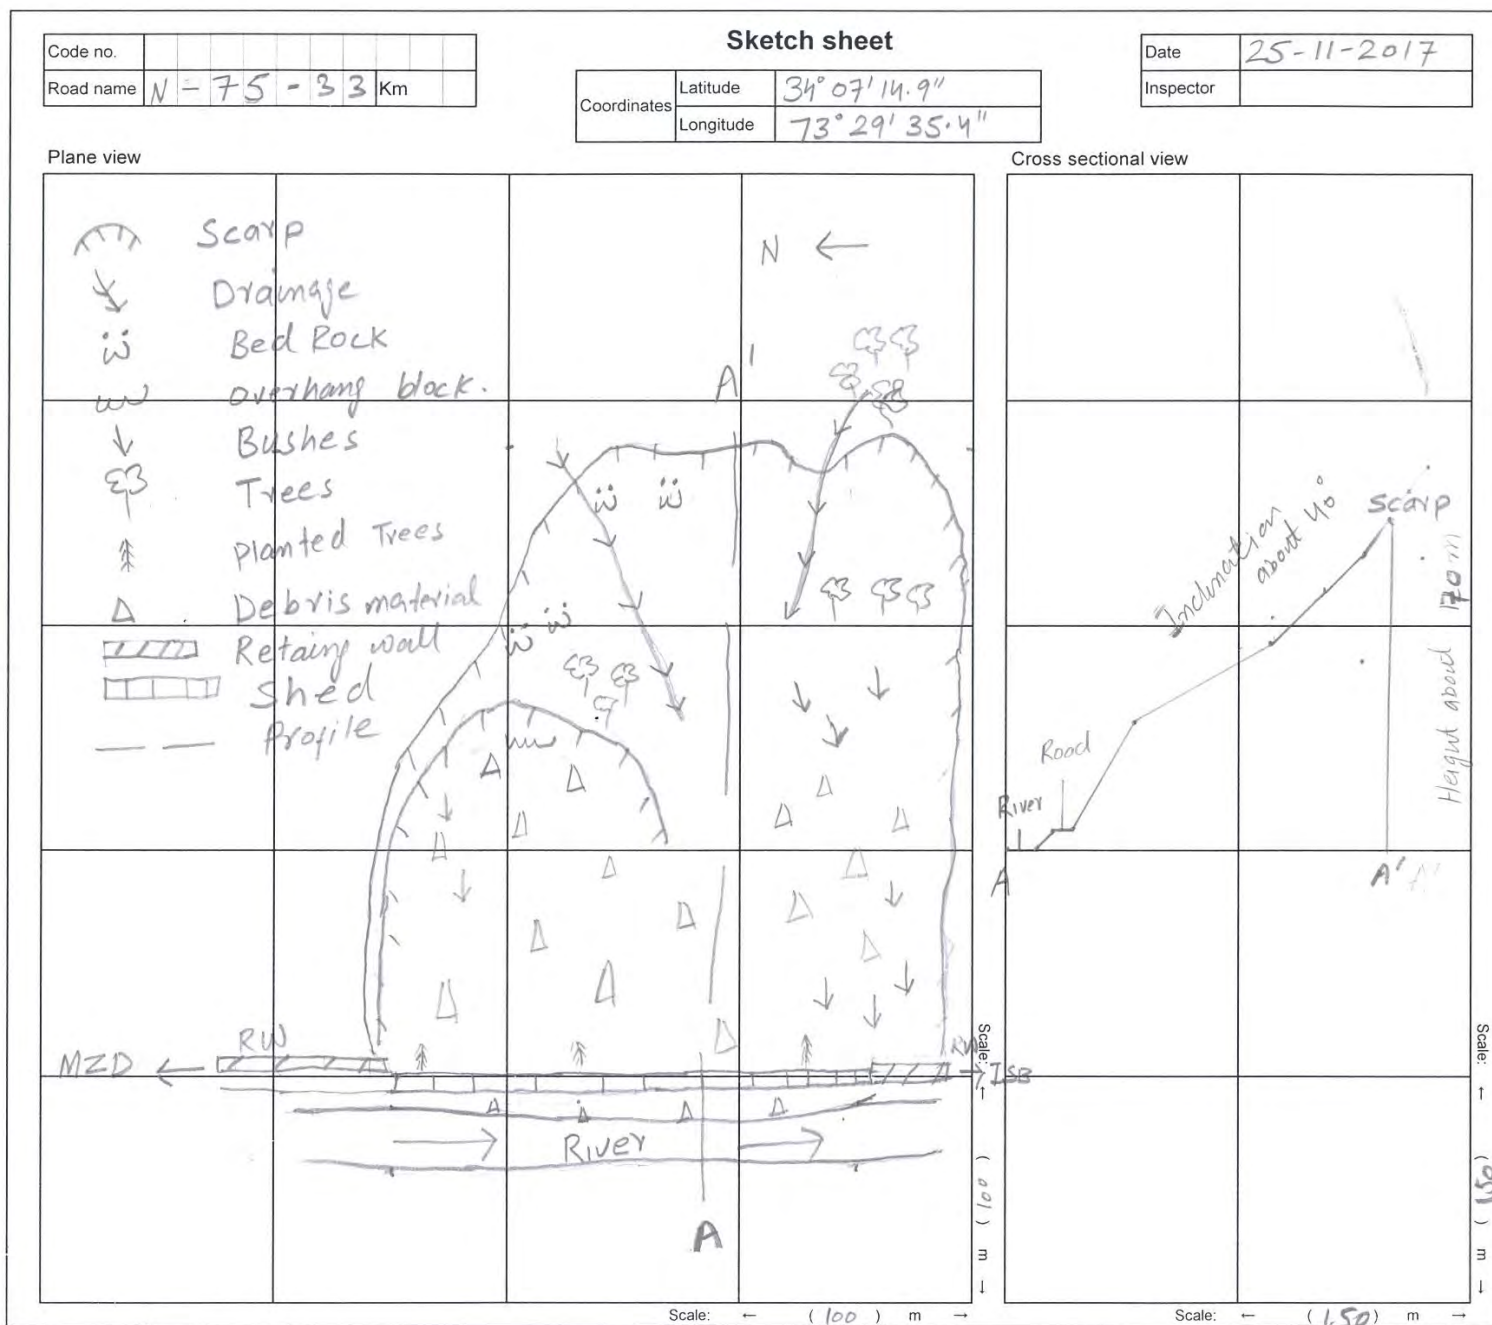 Sketch sheet
Code no.
Road name N-75-33 Km
Coordinates
Latitude 34° 07' 14.9"
Longitude 73° 29' 35.4"
Date 25-11-2017
Inspector
Plane view
Scarp
Drainage
Bed Rock
overhang block.
Bushes
Trees
Planted Trees
Debris material
Retaing wall
Shed
Profile
N
A'
RW
MZD
RW
ISB
River
A
Scale: ( 100 ) m
Scale: ( 100 ) m
Cross sectional view
Inclination
about 40°
Scarp
Height about 170 m
Road
River
A
A' A'
Scale: ( 150 ) m
Scale: ( 150 ) m